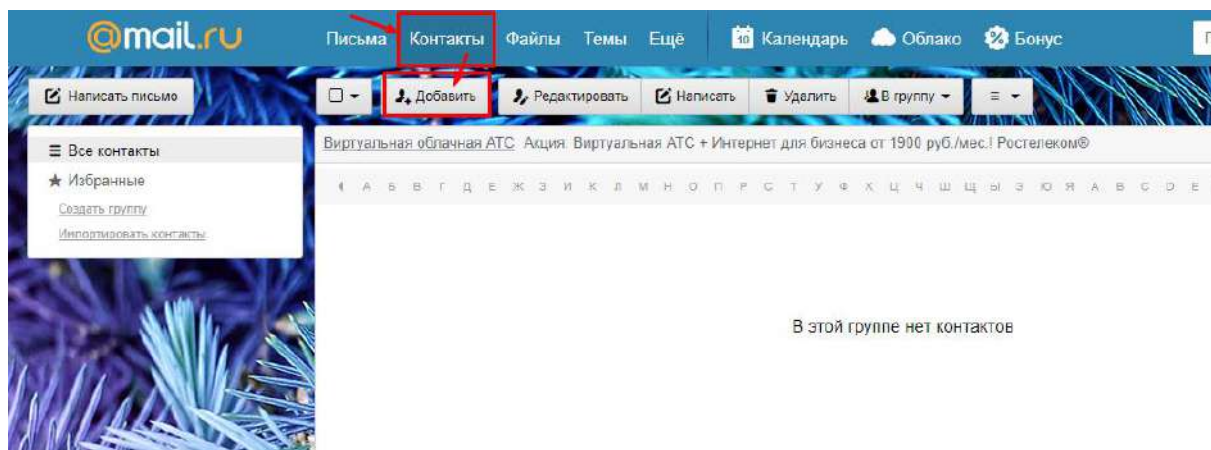 @mail.ru Письма Контакты Файлы Темы Ещё 10 Календарь Облако % Бонус
Написать письмо Добавить Редактировать Написать Удалить В группу
Все контакты
Виртуальная облачная АТС Акция. Виртуальная АТС + Интернет для бизнеса от 1900 руб./мес.! Ростелеком®
Избранные
А Б В Г Д Е Ж З И К Л М Н О П Р С Т У Ф Х Ц Ч Ш Щ Ы Э Ю Я A B C D E
Создать группу
Импортировать контакты
В этой группе нет контактов